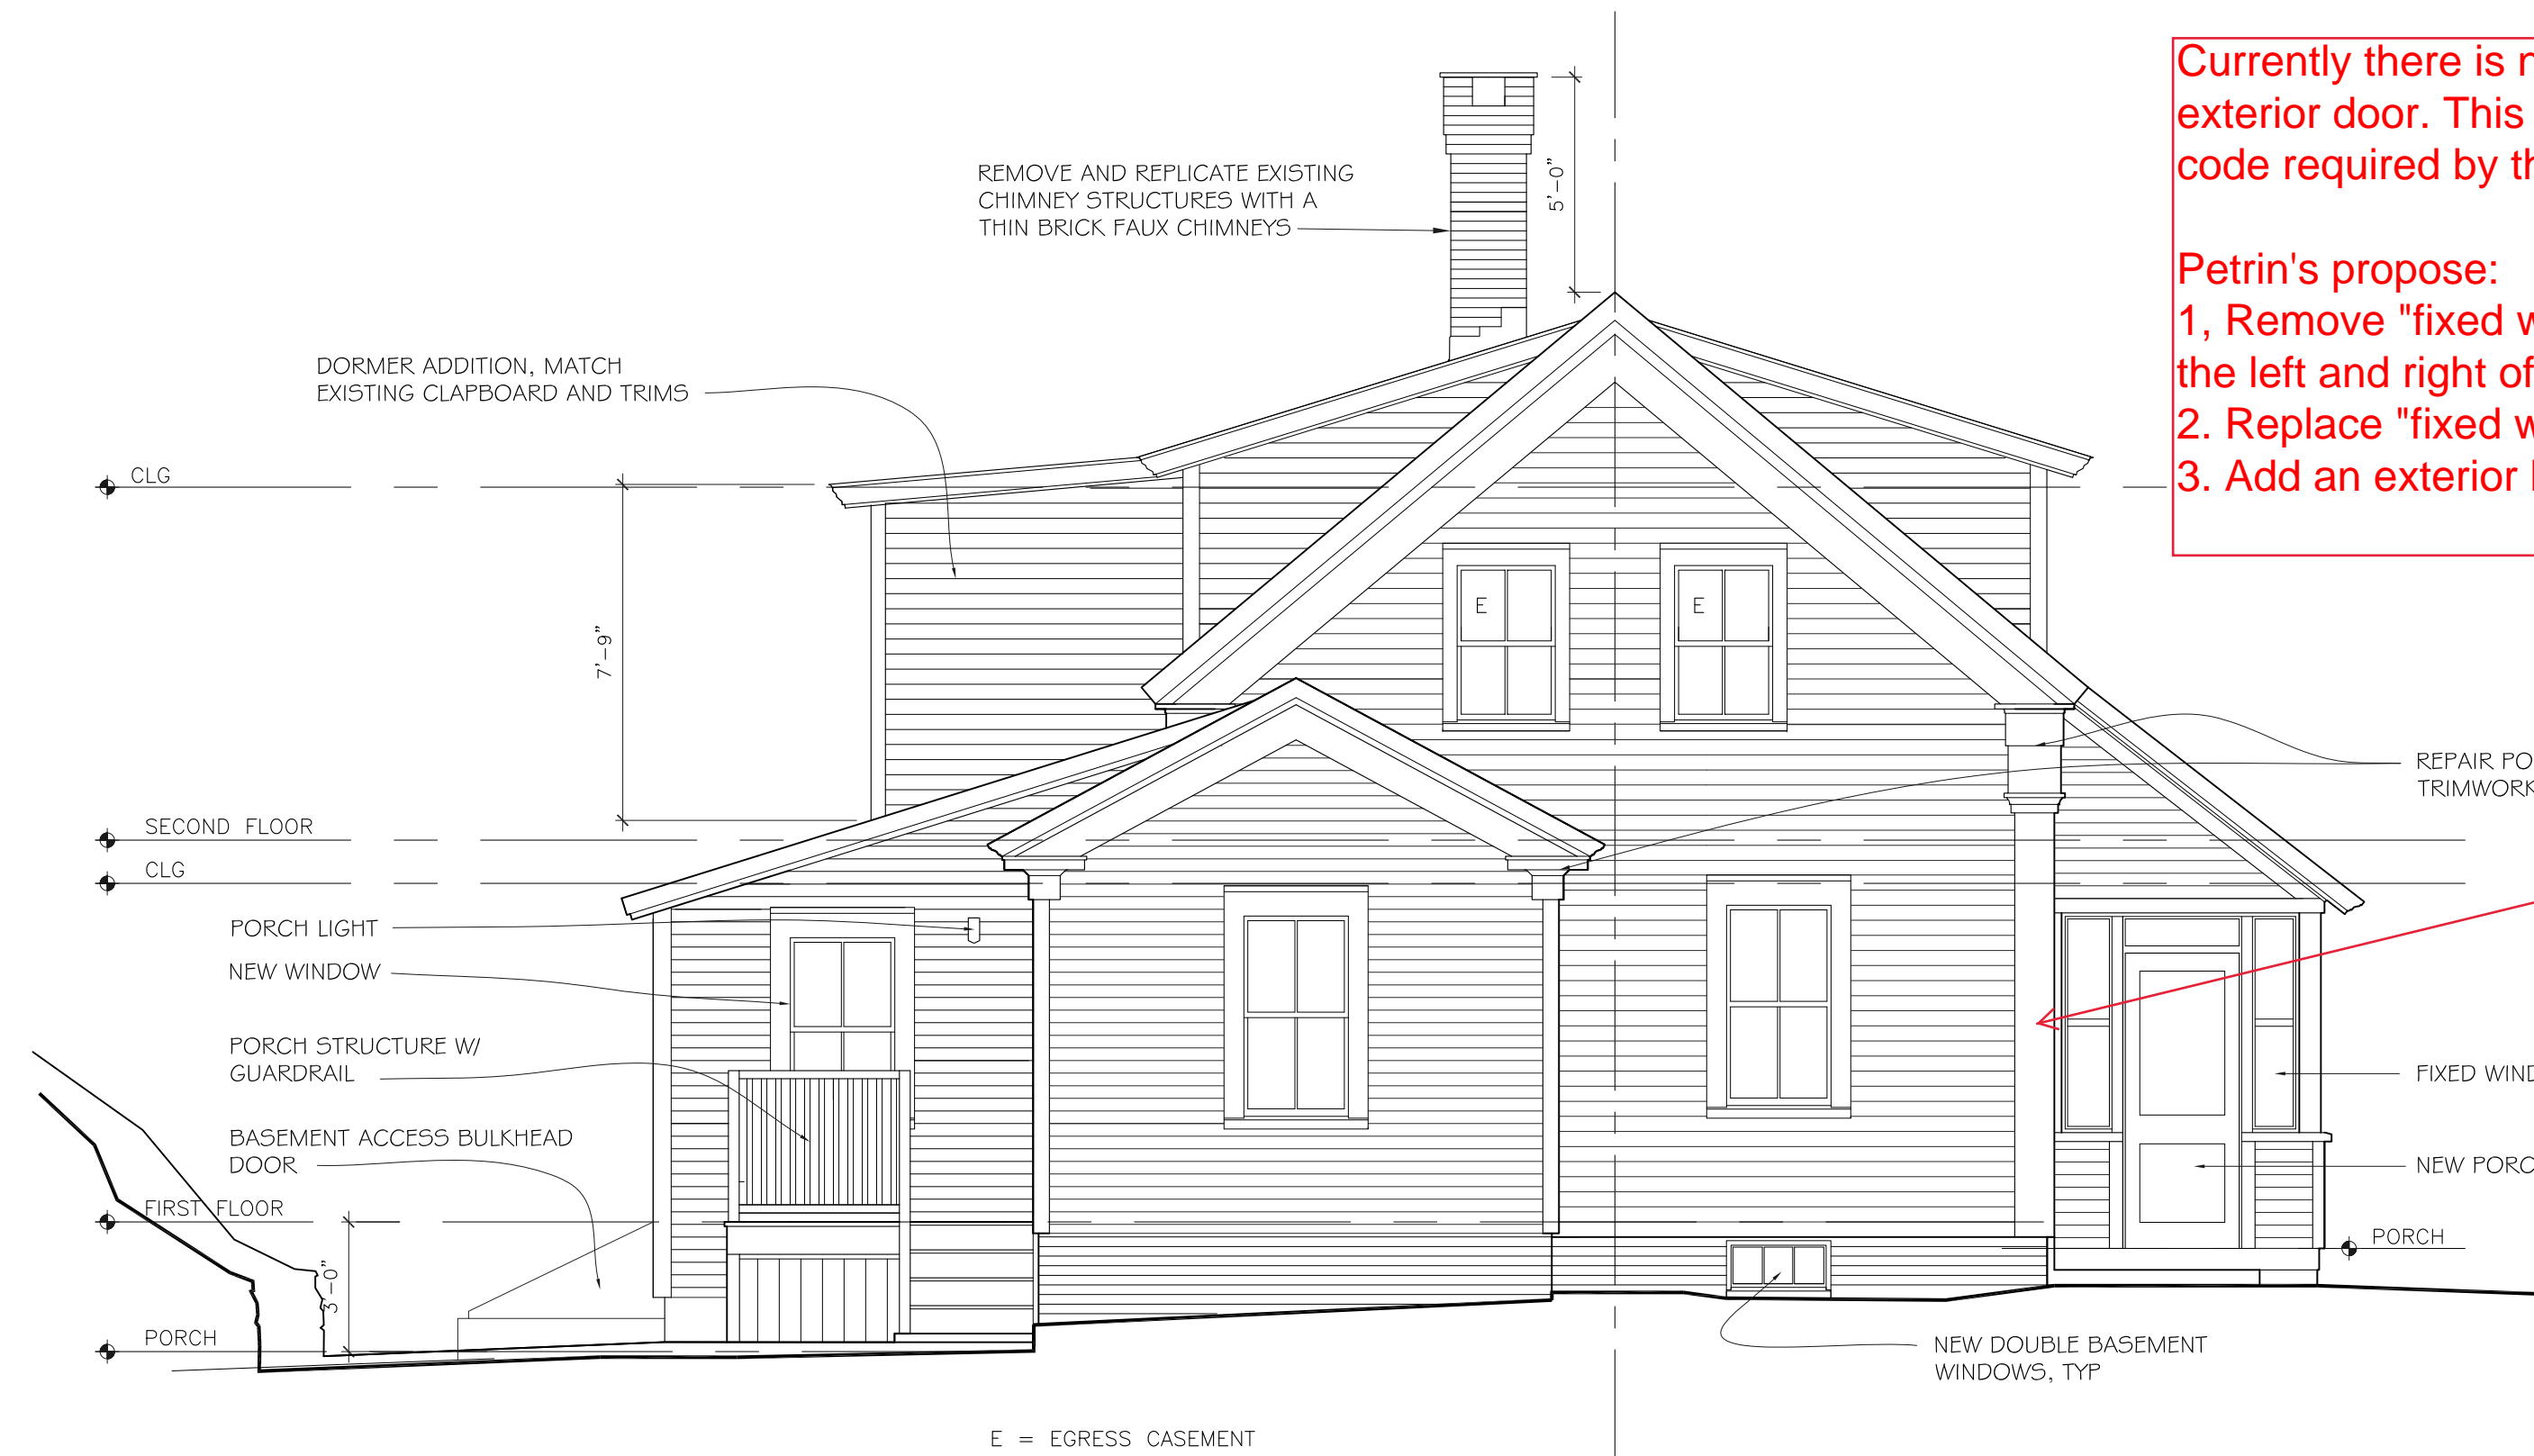 Currently there is n
exterior door. This
code required by th
Petrin's propose:
1, Remove "fixed w
the left and right of
2. Replace "fixed w
3. Add an exterior
REMOVE AND REPLICATE EXISTING
CHIMNEY STRUCTURES WITH A
THIN BRICK FAUX CHIMNEYS
5'-0"
DORMER ADDITION, MATCH
EXISTING CLAPBOARD AND TRIMS
CLG
7'-9"
E
E
REPAIR PO
TRIMWORK
SECOND FLOOR
CLG
PORCH LIGHT
NEW WINDOW
PORCH STRUCTURE W/
GUARDRAIL
FIXED WIND
BASEMENT ACCESS BULKHEAD
DOOR
NEW PORC
FIRST FLOOR
3'-0"
PORCH
PORCH
NEW DOUBLE BASEMENT
WINDOWS, TYP
E = EGRESS CASEMENT